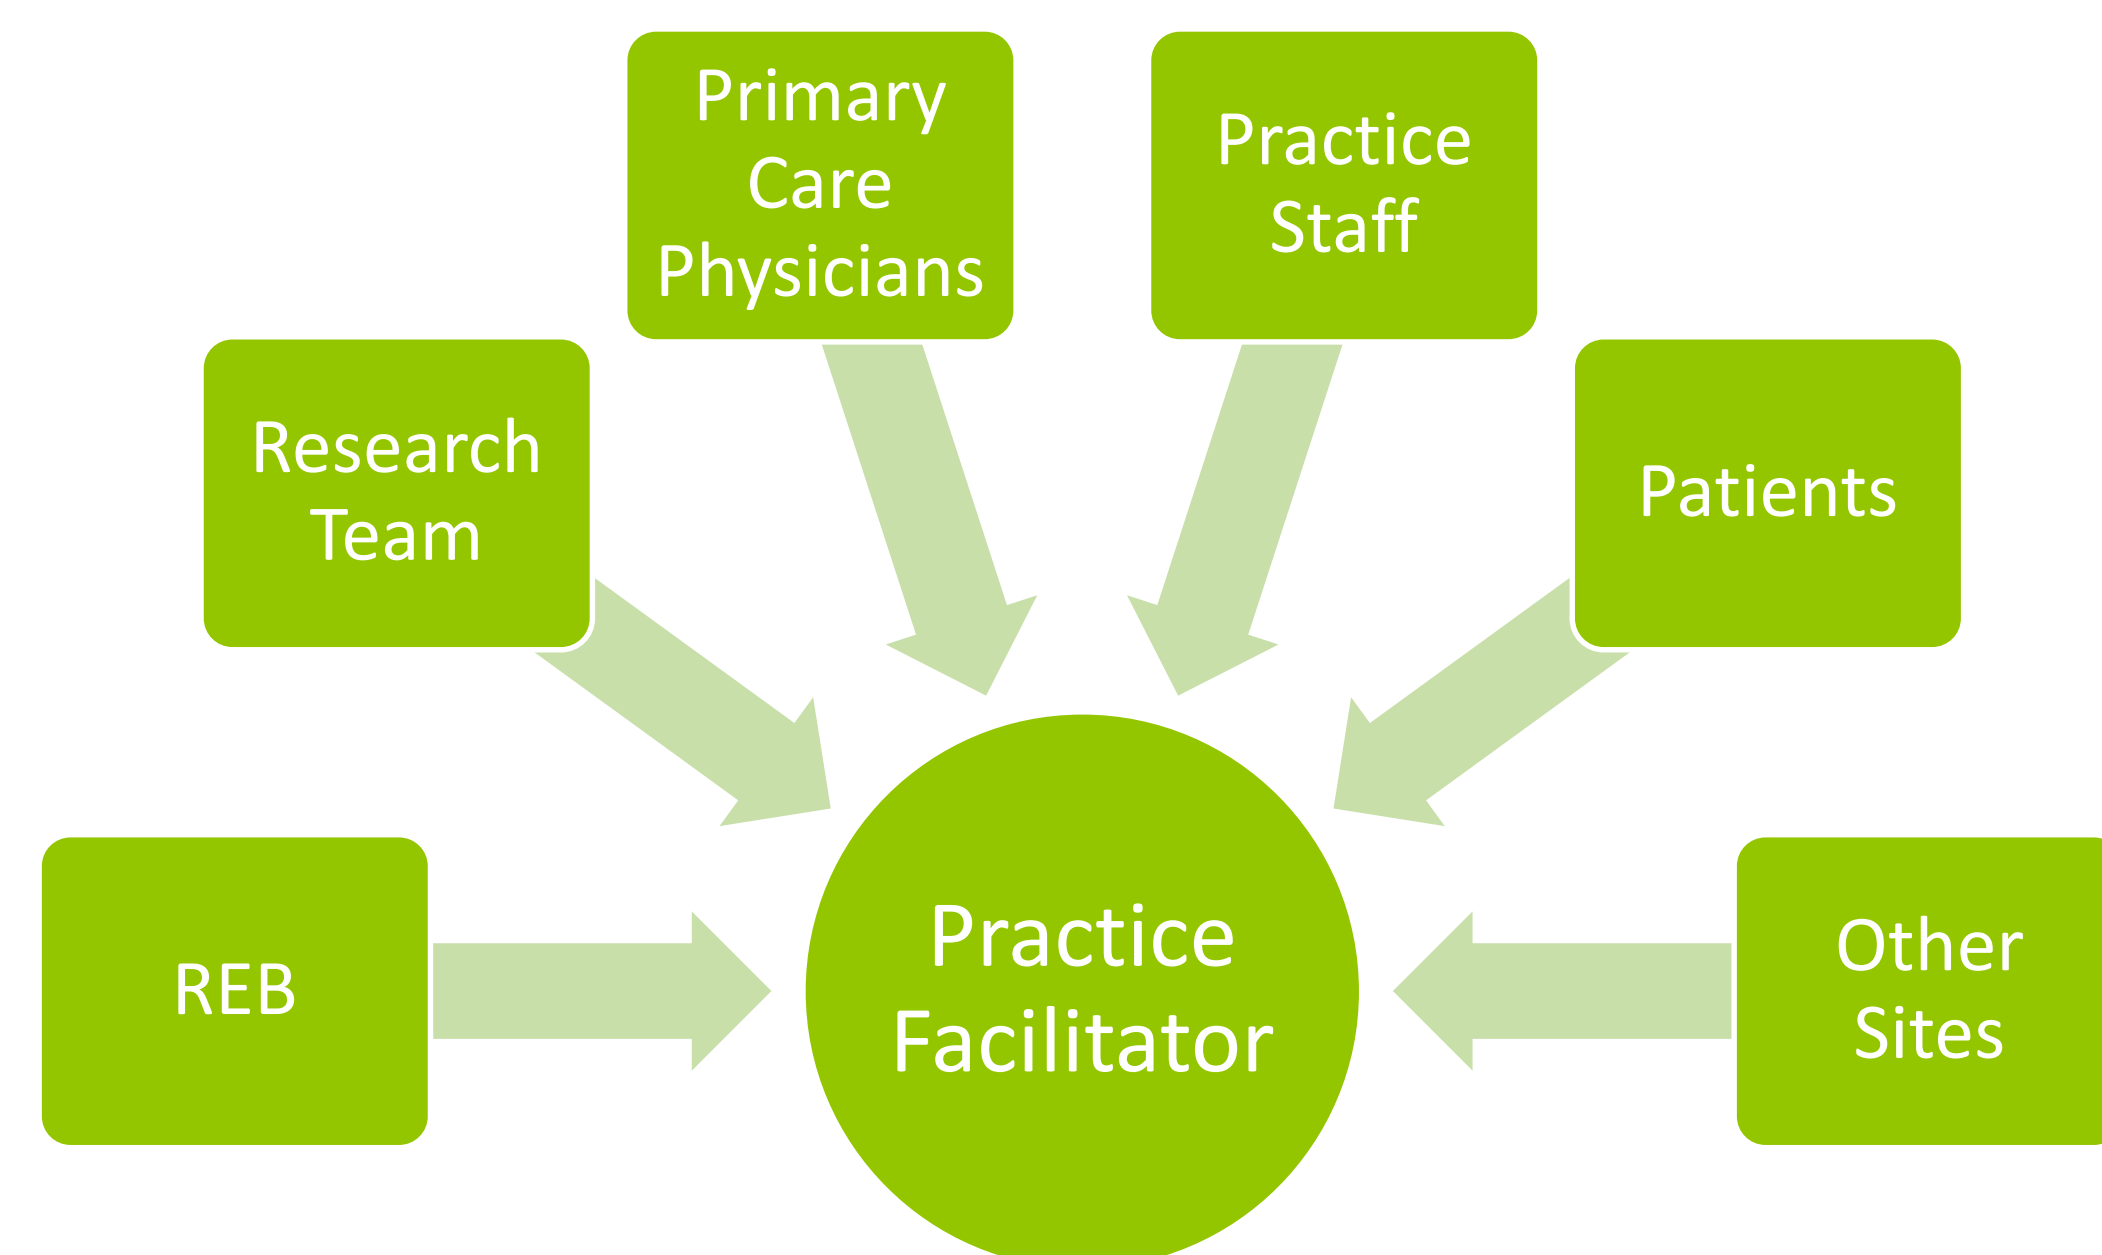 Primary
Care
Physicians
Practice
Staff
Research
Team
Patients
REB
Practice
Facilitator
Other
Sites